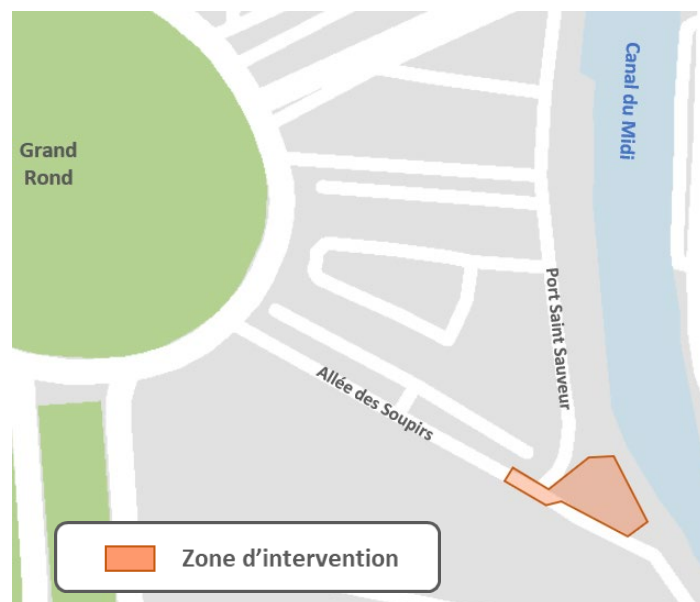 Grand
Rond
Canal du Midi
Port Saint Sauveur
Allée des Soupirs
Zone d'intervention